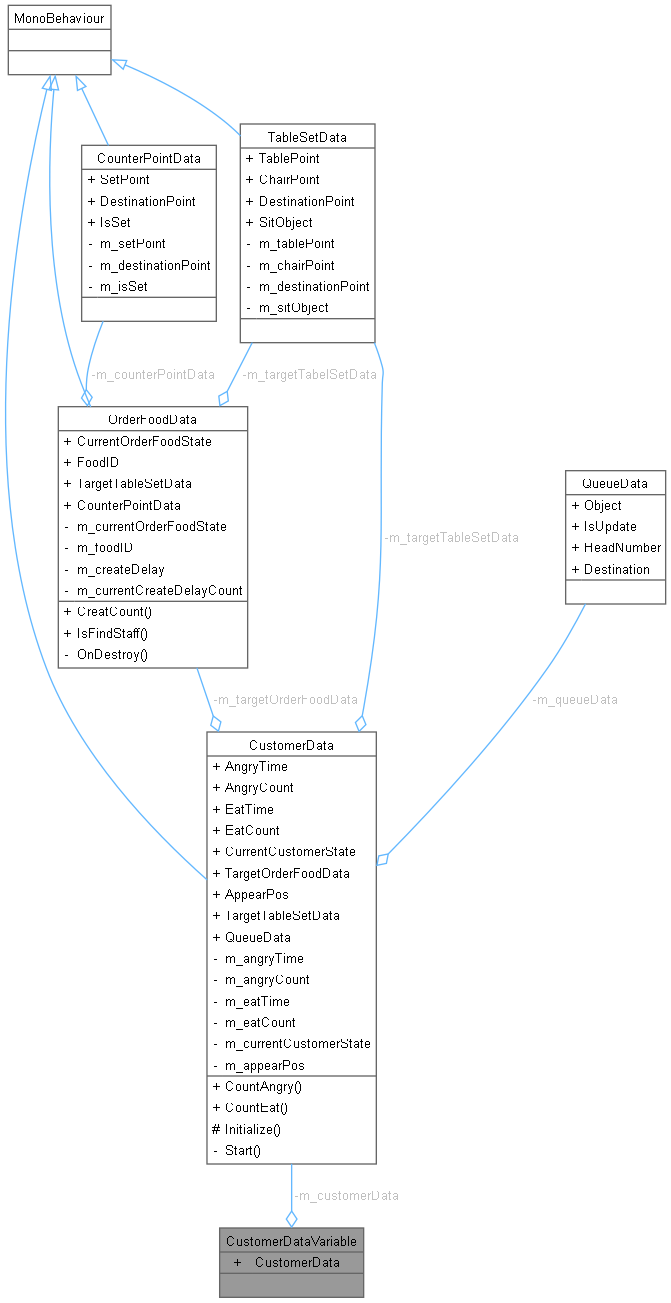 MonoBehaviour
CounterPointData
+ SetPoint
+ DestinationPoint
+ IsSet
- m_setPoint
- m_destinationPoint
- m_isSet
TableSetData
+ TablePoint
+ ChairPoint
+ DestinationPoint
+ SitObject
- m_tablePoint
- m_chairPoint
- m_destinationPoint
- m_sitObject
-m_counterPointData
-m_targetTabelSetData
OrderFoodData
+ CurrentOrderFoodState
+ FoodID
+ TargetTableSetData
+ CounterPointData
- m_currentOrderFoodState
- m_foodID
- m_createDelay
- m_currentCreateDelayCount
+ CreatCount()
+ IsFindStaff()
- OnDestroy()
-m_targetTableSetData
QueueData
+ Object
+ IsUpdate
+ HeadNumber
+ Destination
-m_targetOrderFoodData
-m_queueData
CustomerData
+ AngryTime
+ AngryCount
+ EatTime
+ EatCount
+ CurrentCustomerState
+ TargetOrderFoodData
+ AppearPos
+ TargetTableSetData
+ QueueData
- m_angryTime
- m_angryCount
- m_eatTime
- m_eatCount
- m_currentCustomerState
- m_appearPos
+ CountAngry()
+ CountEat()
# Initialize()
- Start()
-m_customerData
CustomerDataVariable
+ CustomerData